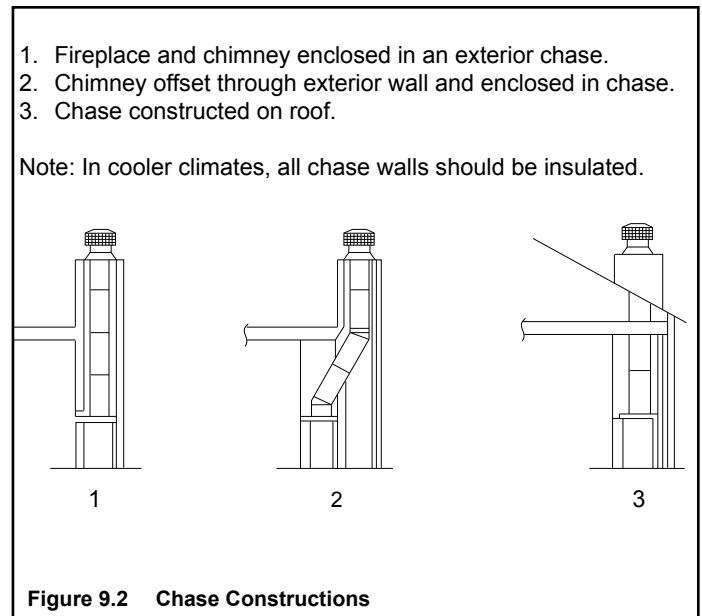 1. Fireplace and chimney enclosed in an exterior chase.
2. Chimney offset through exterior wall and enclosed in chase.
3. Chase constructed on roof.
Note: In cooler climates, all chase walls should be insulated.
1 2 3
Figure 9.2 Chase Constructions